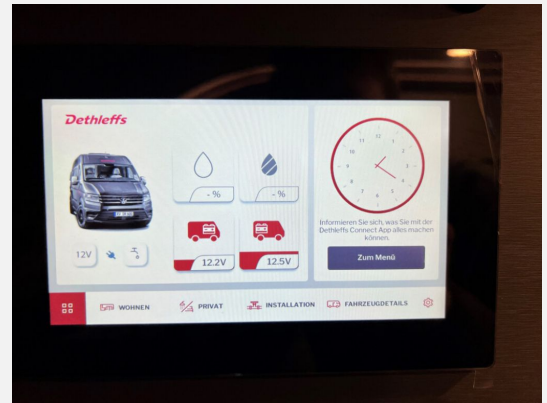 Dethleffs
- %
- %
12V
12.2V
12.5V
12
1
2
3
4
5
6
7
8
9
10
11
Informieren Sie sich, was Sie mit der
Dethleffs Connect App alles machen
können.
Zum Menü
WOHNEN
PRIVAT
INSTALLATION
FAHRZEUGDETAILS